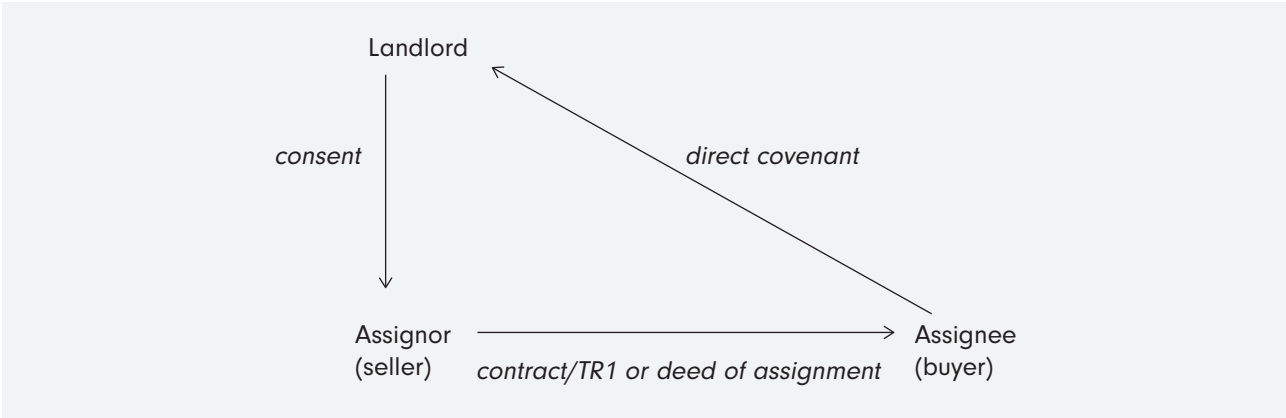 Landlord
consent
direct covenant
Assignor
(seller)
contract/TR1 or deed of assignment
Assignee
(buyer)